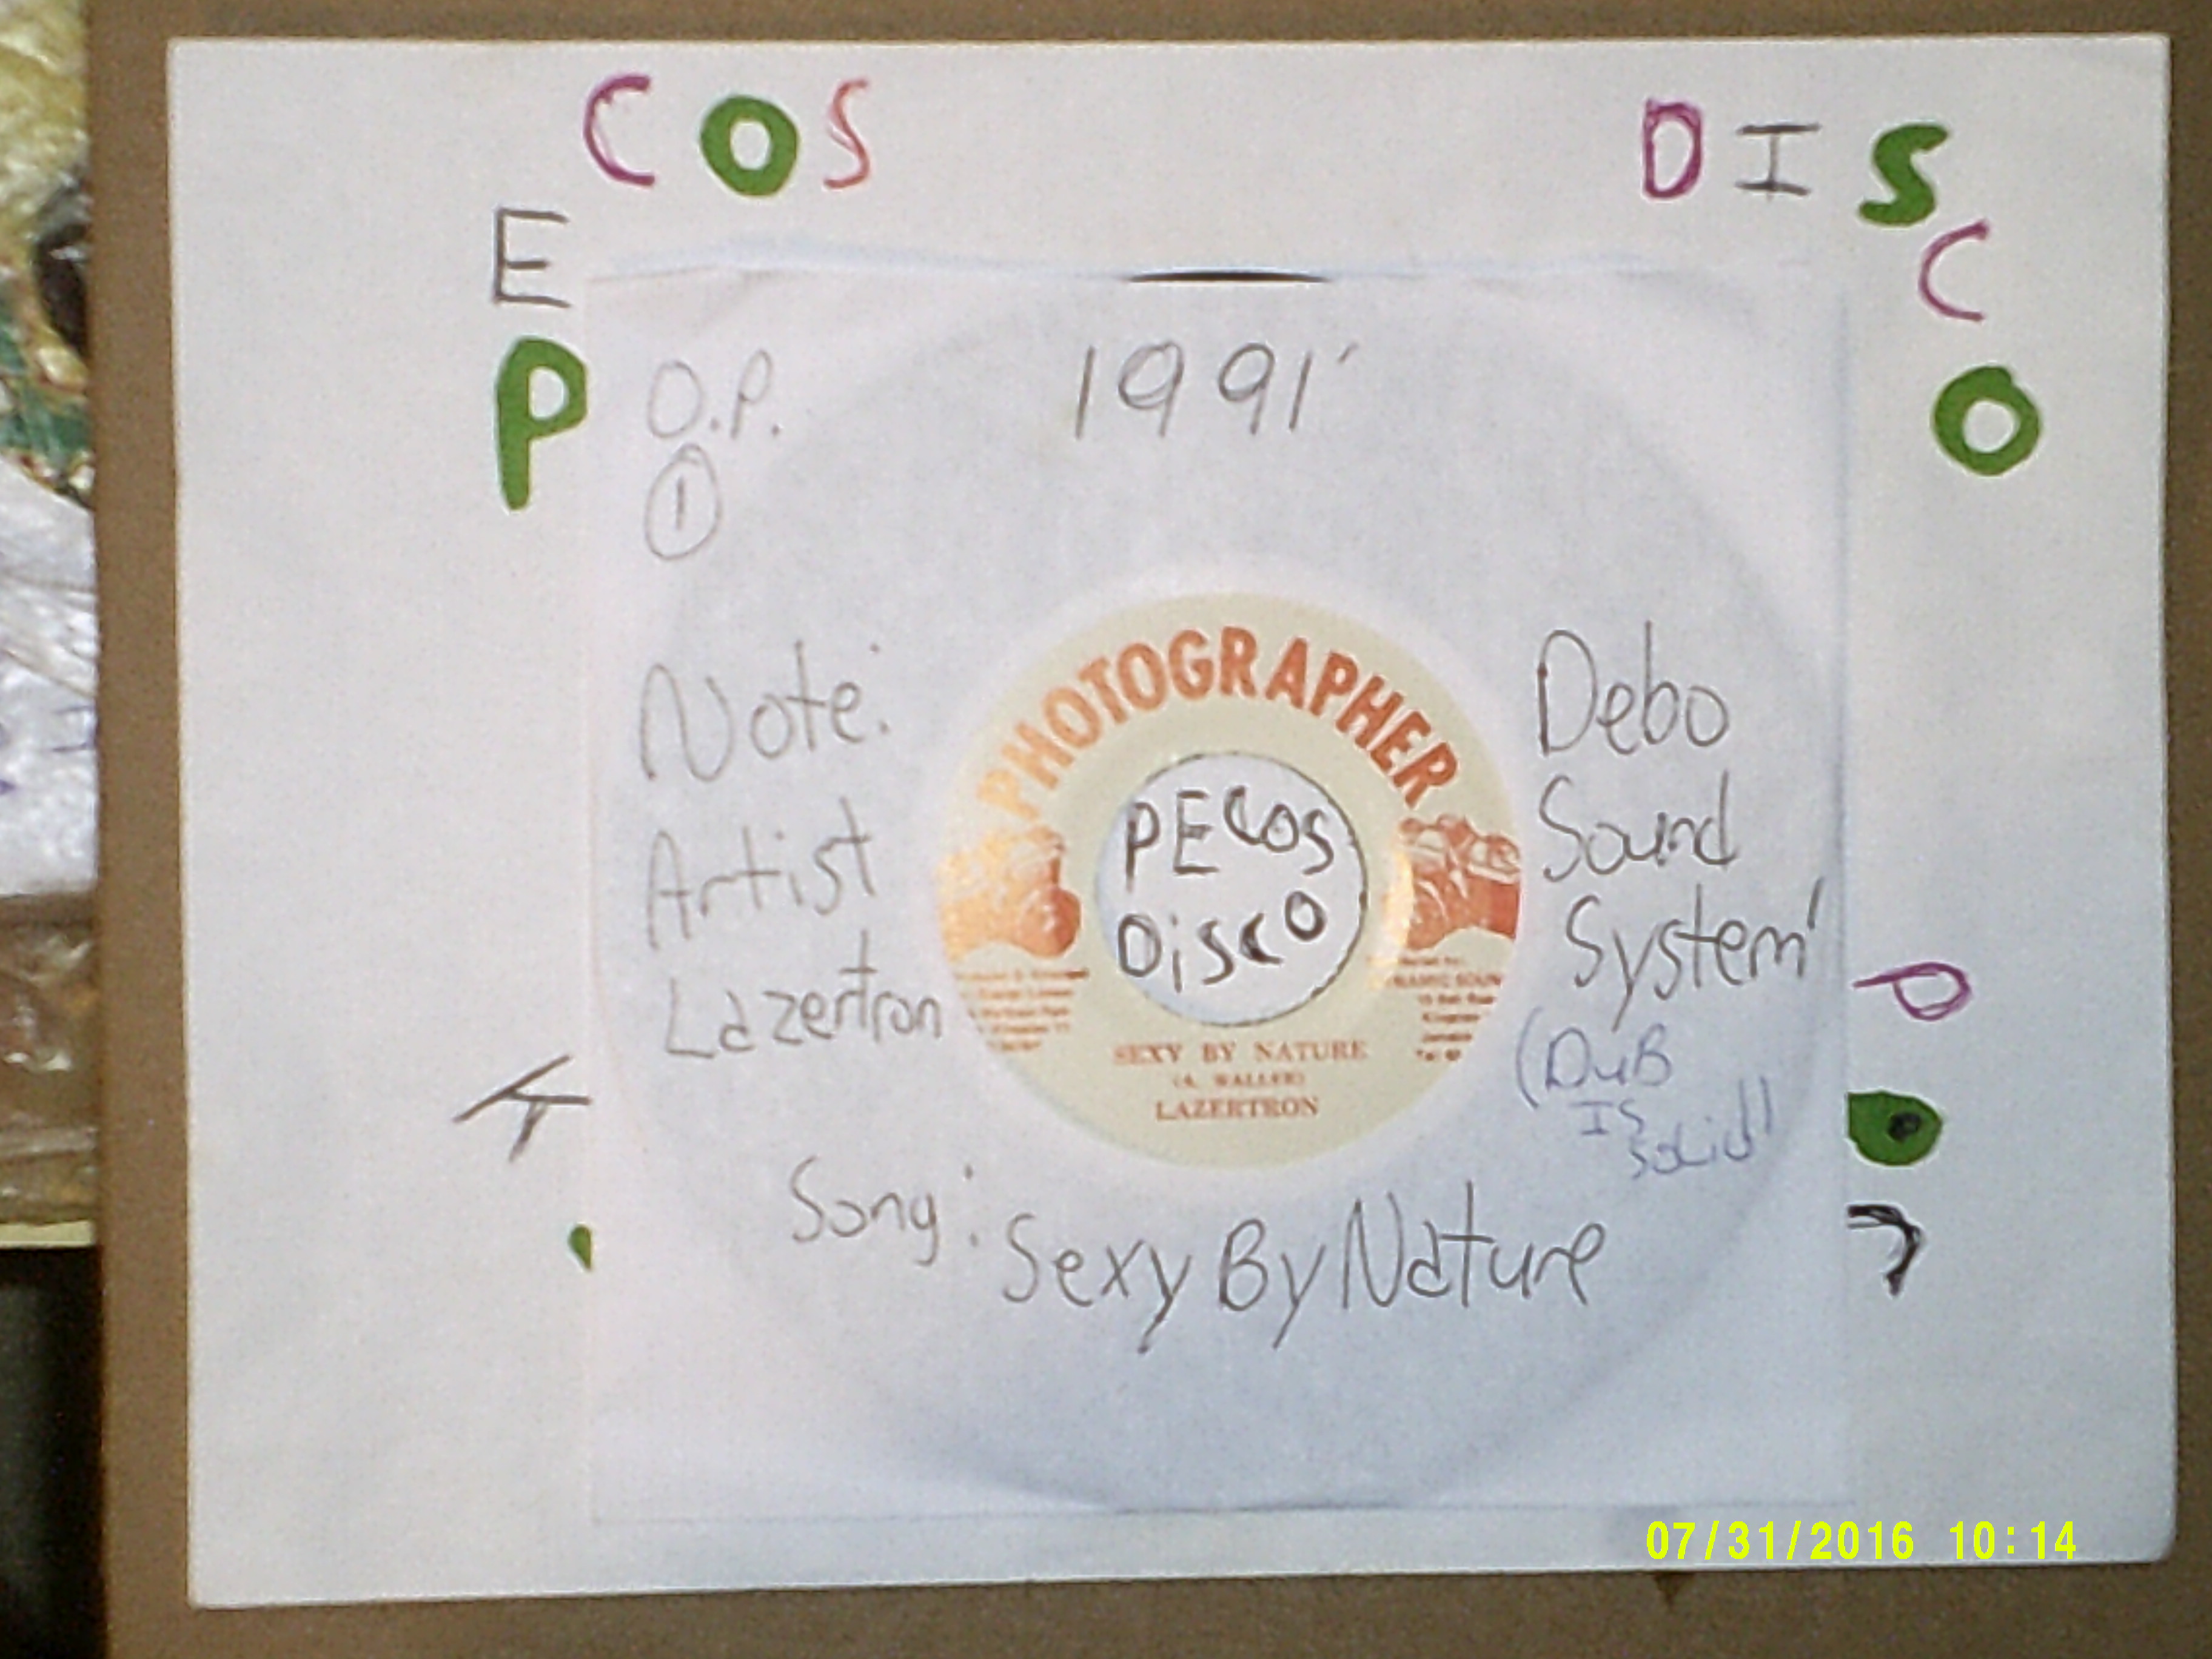 COS
DISCO
E
P
O.P.
1
1991'
Note:
Artist
Lazertron
Debo
Sound
System'
(DUB
IS
SOLID
PHOTOGRAPHER
PECOS
DISCO
SEXY BY NATURE
LAZERTRON
Song: Sexy By Nature
07/31/2016 10:14